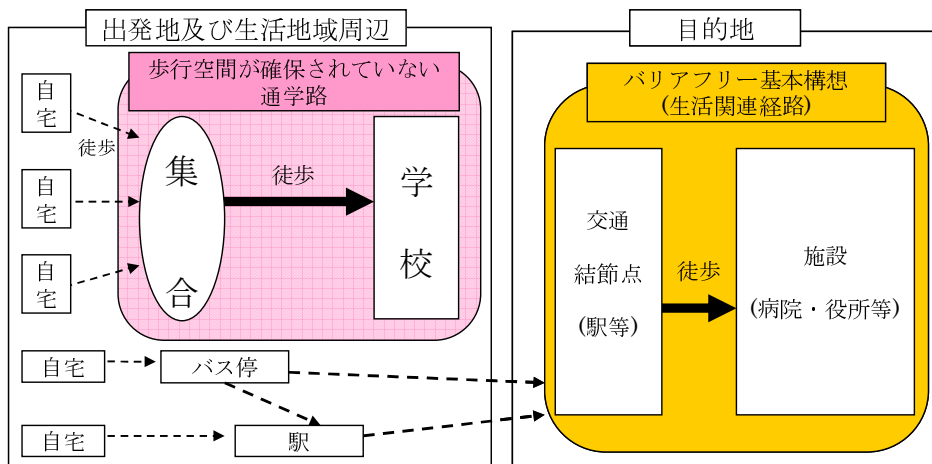 出発地及び生活地域周辺
歩行空間が確保されていない
通学路
自
宅
徒歩
自
宅
自
宅
集
合
徒歩
学
校
自宅
バス停
自宅
駅
目的地
バリアフリー基本構想
(生活関連経路)
交通
結節点
(駅等)
徒歩
施設
(病院・役所等)